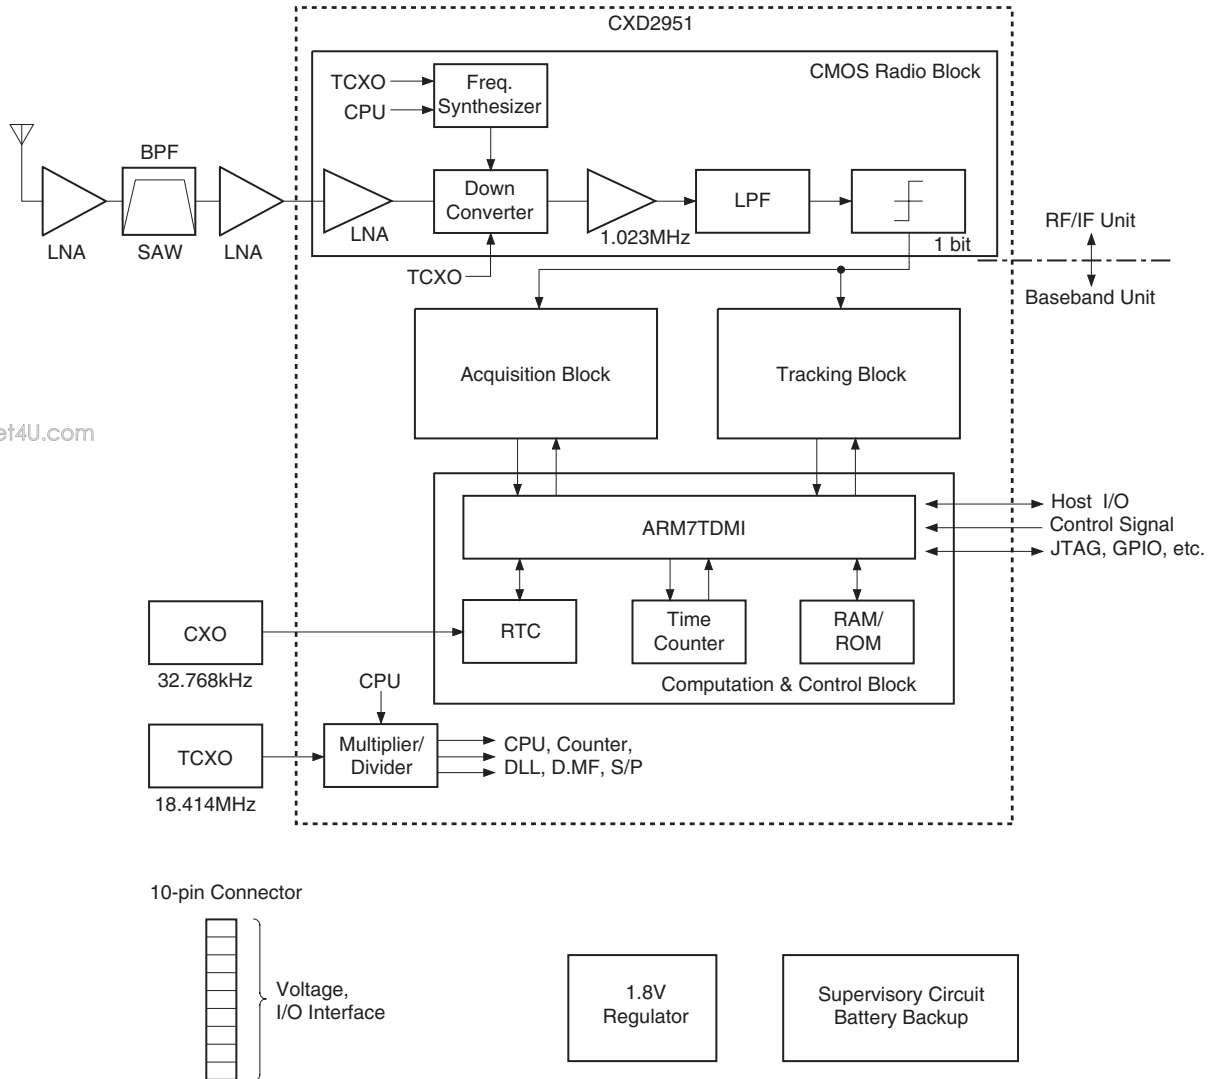 CXD2951
CMOS Radio Block
TCXO
CPU
Freq.
Synthesizer
BPF
LNA
SAW
LNA
LNA
Down
Converter
TCXO
1.023MHz
LPF
1 bit
RF/IF Unit
Baseband Unit
Acquisition Block
Tracking Block
et4U.com
ARM7TDMI
Host I/O
Control Signal
JTAG, GPIO, etc.
RTC
Time
Counter
RAM/
ROM
Computation & Control Block
CXO
32.768kHz
CPU
TCXO
18.414MHz
Multiplier/
Divider
CPU, Counter,
DLL, D.MF, S/P
10-pin Connector
Voltage,
I/O Interface
1.8V
Regulator
Supervisory Circuit
Battery Backup